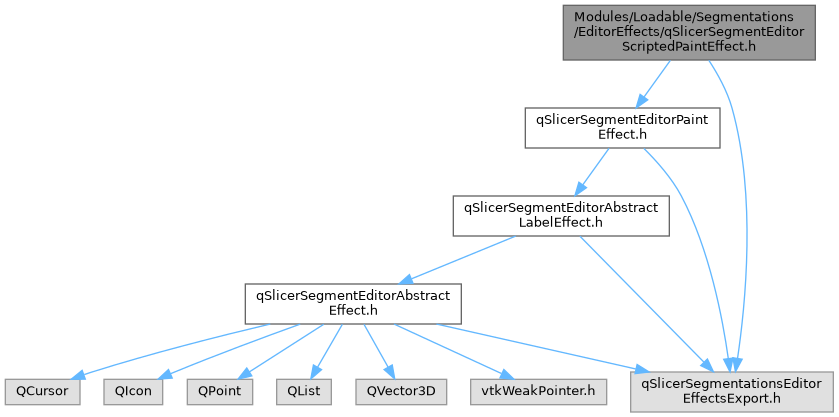 Modules/Loadable/Segmentations
/EditorEffects/qSlicerSegmentEditor
ScriptedPaintEffect.h
qSlicerSegmentEditorPaint
Effect.h
qSlicerSegmentEditorAbstract
LabelEffect.h
qSlicerSegmentEditorAbstract
Effect.h
QCursor
QIcon
QPoint
QList
QVector3D
vtkWeakPointer.h
qSlicerSegmentationsEditor
EffectsExport.h